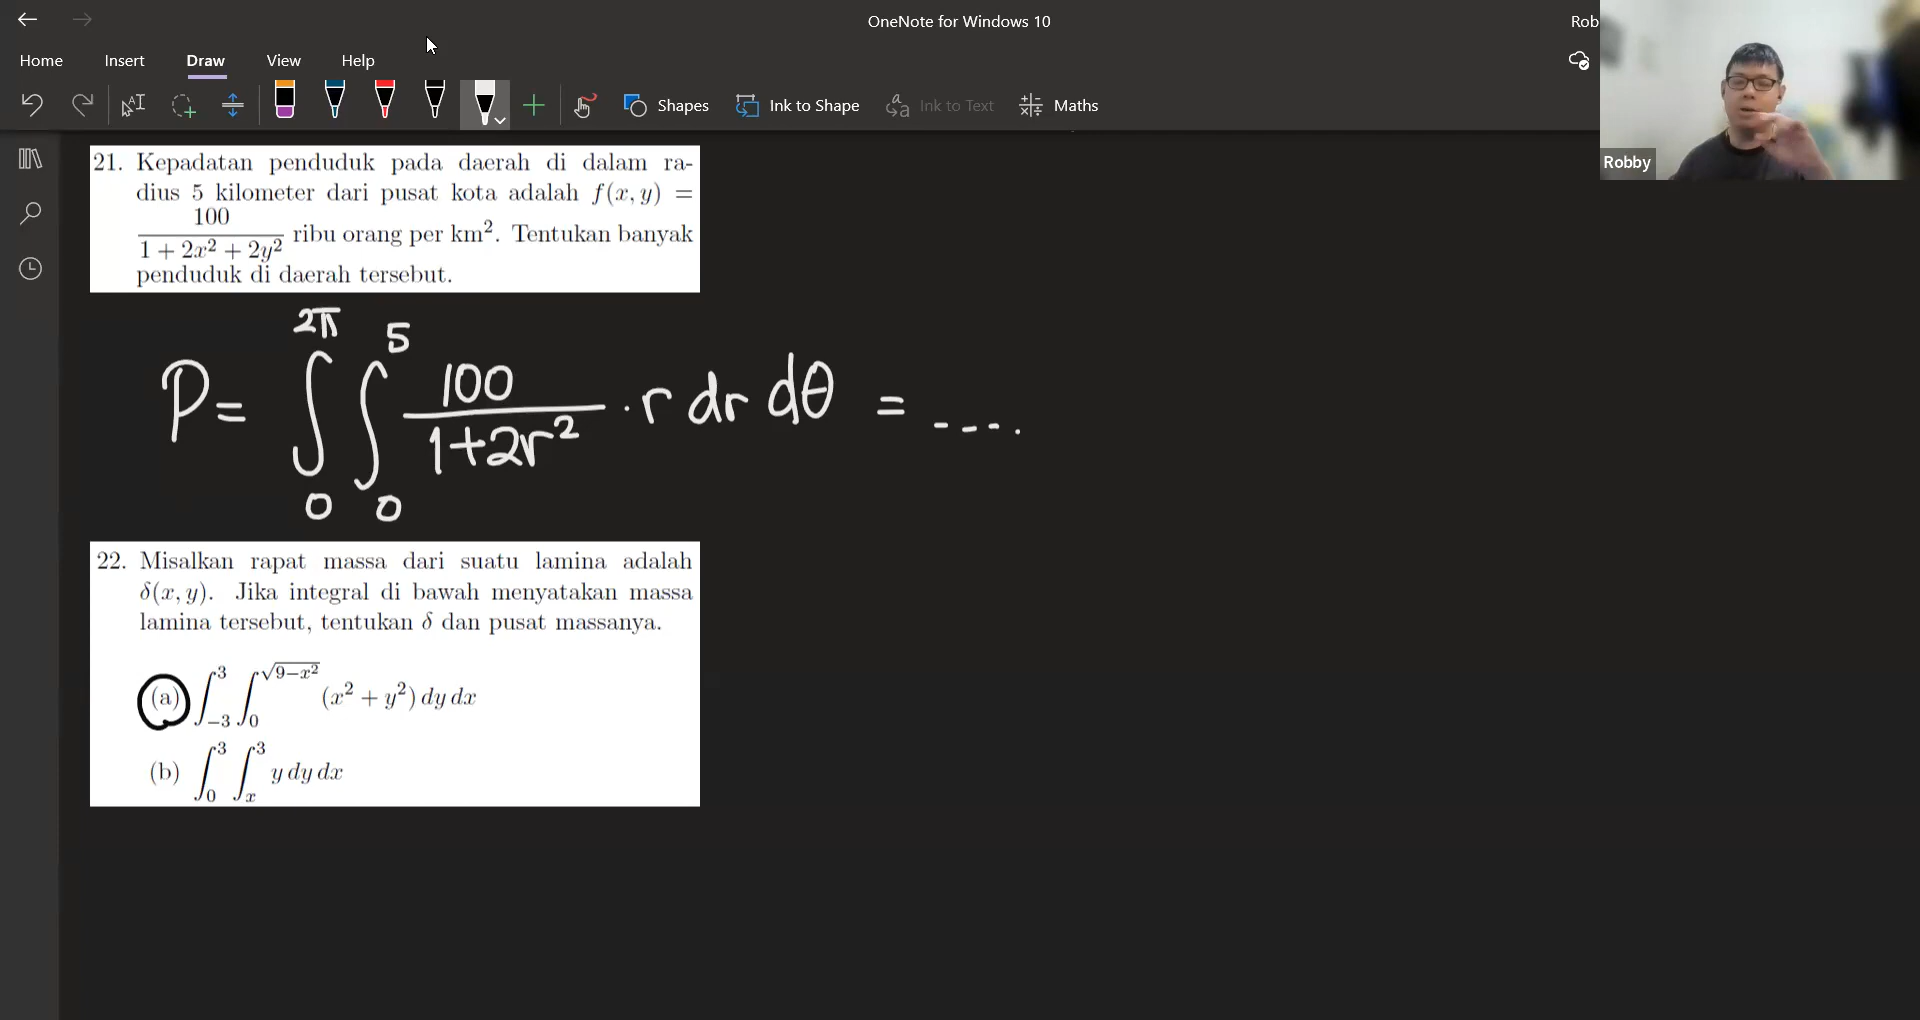 OneNote for Windows 10
Rob
Home Insert Draw View Help
Shapes Ink to Shape Ink to Text Maths
Robby
21. Kepadatan penduduk pada daerah di dalam ra-
dius 5 kilometer dari pusat kota adalah f(x, y) =
100/(1 + 2x² + 2y²) ribu orang per km². Tentukan banyak
penduduk di daerah tersebut.
P = ∫₀^{2π} ∫₀^5 100/(1+2r²) · r dr dθ = ....
22. Misalkan rapat massa dari suatu lamina adalah
δ(x, y). Jika integral di bawah menyatakan massa
lamina tersebut, tentukan δ dan pusat massanya.
(a) ∫_{-3}^{3} ∫_0^{√(9−x²)} (x² + y²) dy dx
(b) ∫_0^3 ∫_x^3 y dy dx